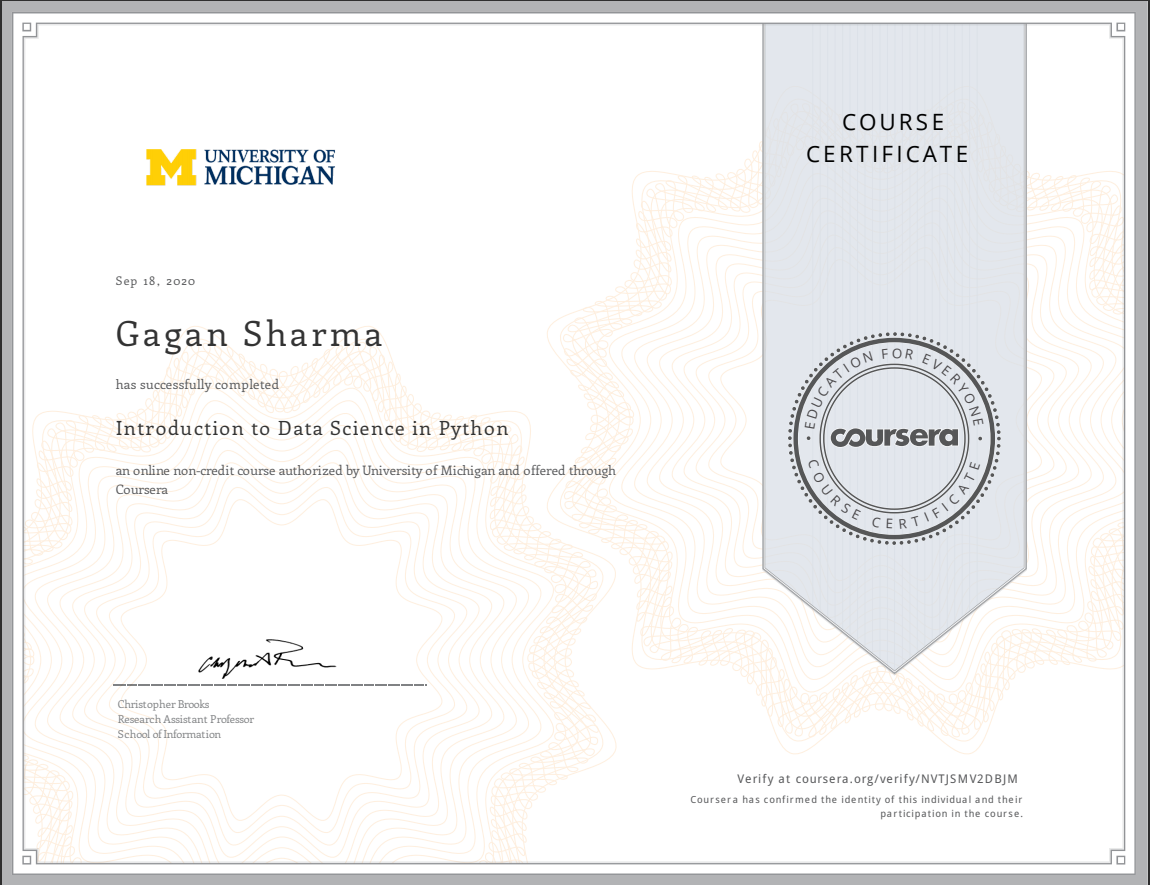 UNIVERSITY OF
MICHIGAN
COURSE
CERTIFICATE
Sep 18, 2020
Gagan Sharma
has successfully completed
Introduction to Data Science in Python
an online non-credit course authorized by University of Michigan and offered through
Coursera
EDUCATION FOR EVERYONE
coursera
COURSE CERTIFICATE
Christopher Brooks
Research Assistant Professor
School of Information
Verify at coursera.org/verify/NVTJSMV2DBJM
Coursera has confirmed the identity of this individual and their
participation in the course.